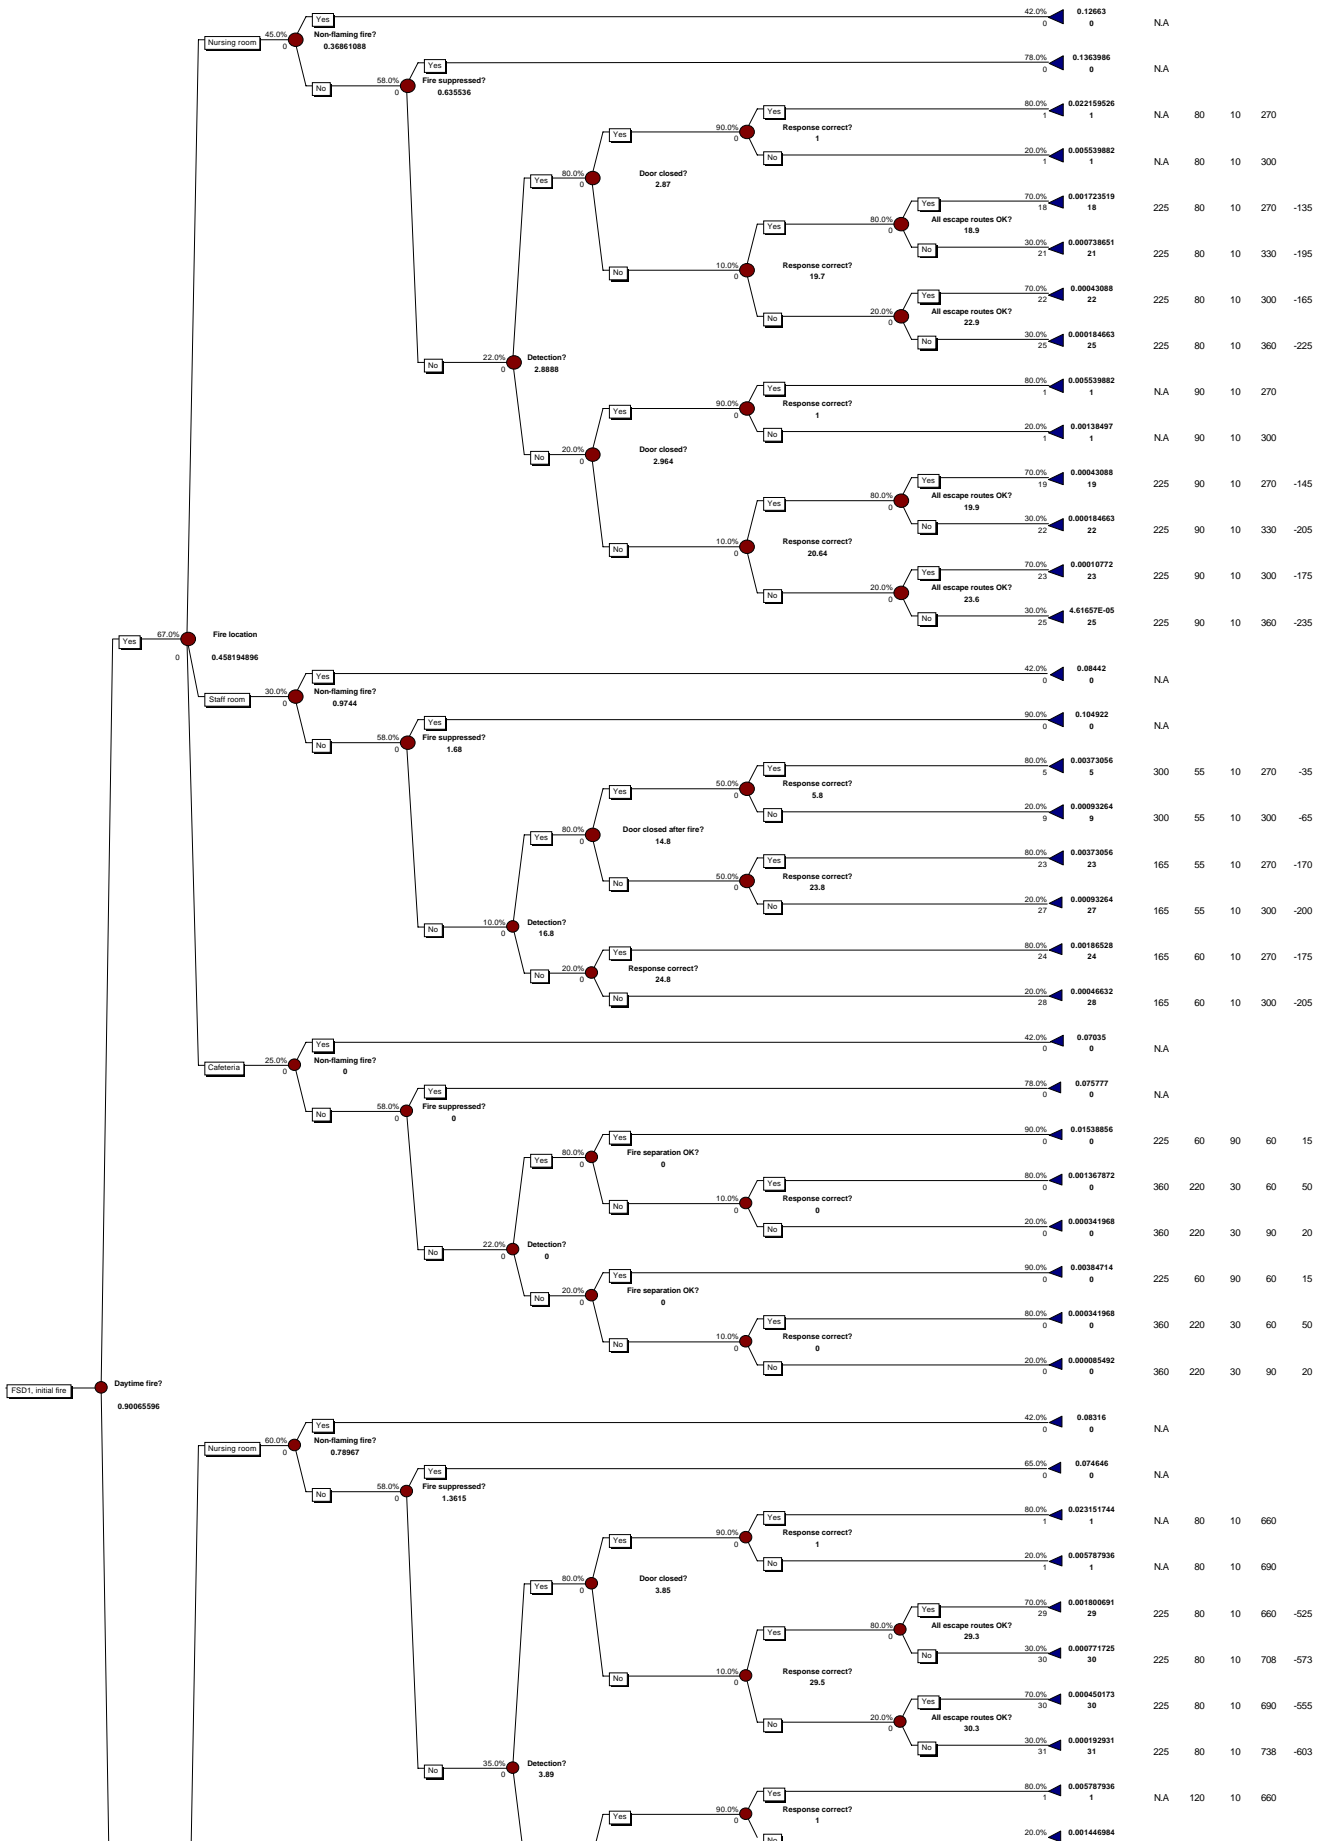 42.0% 0.12663
Yes
0 0 N.A
45.0% Non-flaming fire?
Nursing room
0 0.36861088
78.0% 0.1363986
Yes
0 0 N.A
58.0% Fire suppressed?
No
0 0.635536
80.0% 0.022159526
Yes
1 1 N.A 80 10 270
90.0% Response correct?
Yes
0 1
20.0% 0.005539882
No
1 1 N.A 80 10 300
80.0% Door closed?
Yes
0 2.87
70.0% 0.001723519
Yes
18 18 225 80 10 270 -135
80.0% All escape routes OK?
Yes
0 18.9
30.0% 0.000738651
No
21 21 225 80 10 330 -195
10.0% Response correct?
No
0 19.7
70.0% 0.00043088
Yes
22 22 225 80 10 300 -165
20.0% All escape routes OK?
No
0 22.9
30.0% 0.000184663
No
25 25 225 80 10 360 -225
22.0% Detection?
No
0 2.8888
80.0% 0.005539882
Yes
1 1 N.A 90 10 270
90.0% Response correct?
Yes
0 1
20.0% 0.00138497
No
1 1 N.A 90 10 300
20.0% Door closed?
No
0 2.964
70.0% 0.00043088
Yes
19 19 225 90 10 270 -145
80.0% All escape routes OK?
Yes
0 19.9
30.0% 0.000184663
No
22 22 225 90 10 330 -205
10.0% Response correct?
No
0 20.64
70.0% 0.00010772
Yes
23 23 225 90 10 300 -175
20.0% All escape routes OK?
No
0 23.6
30.0% 4.61657E-05
No
25 25 225 90 10 360 -235
67.0% Fire location
Yes
0 0.458194896
42.0% 0.08442
Yes
0 0 N.A
30.0% Non-flaming fire?
Staff room
0 0.9744
90.0% 0.104922
Yes
0 0 N.A
58.0% Fire suppressed?
No
0 1.68
80.0% 0.00373056
Yes
5 5 300 55 10 270 -35
50.0% Response correct?
Yes
0 5.8
20.0% 0.00093264
No
9 9 300 55 10 300 -65
80.0% Door closed after fire?
Yes
0 14.8
80.0% 0.00373056
Yes
23 23 165 55 10 270 -170
50.0% Response correct?
No
0 23.8
20.0% 0.00093264
No
27 27 165 55 10 300 -200
10.0% Detection?
No
0 16.8
80.0% 0.00186528
Yes
24 24 165 60 10 270 -175
20.0% Response correct?
No
0 24.8
20.0% 0.00046632
No
28 28 165 60 10 300 -205
42.0% 0.07035
Yes
0 0 N.A
25.0% Non-flaming fire?
Cafeteria
0 0
78.0% 0.075777
Yes
0 0 N.A
58.0% Fire suppressed?
No
0 0
90.0% 0.01538856
Yes
0 0 225 60 90 60 15
80.0% Fire separation OK?
Yes
0 0
80.0% 0.001367872
Yes
0 0 360 220 30 60 50
10.0% Response correct?
No
0 0
20.0% 0.000341968
No
0 0 360 220 30 90 20
22.0% Detection?
No
0 0
90.0% 0.00384714
Yes
0 0 225 60 90 60 15
20.0% Fire separation OK?
No
0 0
80.0% 0.000341968
Yes
0 0 360 220 30 60 50
10.0% Response correct?
No
0 0
20.0% 0.000085492
No
0 0 360 220 30 90 20
Daytime fire?
FSD1, initial fire
0.90065596
42.0% 0.08316
Yes
0 0 N.A
60.0% Non-flaming fire?
Nursing room
0 0.78967
65.0% 0.074646
Yes
0 0 N.A
58.0% Fire suppressed?
No
0 1.3615
80.0% 0.023151744
Yes
1 1 N.A 80 10 660
90.0% Response correct?
Yes
0 1
20.0% 0.005787936
No
1 1 N.A 80 10 690
80.0% Door closed?
Yes
0 3.85
70.0% 0.001800691
Yes
29 29 225 80 10 660 -525
80.0% All escape routes OK?
Yes
0 29.3
30.0% 0.000771725
No
30 30 225 80 10 708 -573
10.0% Response correct?
No
0 29.5
70.0% 0.000450173
Yes
30 30 225 80 10 690 -555
20.0% All escape routes OK?
No
0 30.3
30.0% 0.000192931
No
31 31 225 80 10 738 -603
35.0% Detection?
No
0 3.89
80.0% 0.005787936
Yes
1 1 N.A 120 10 660
90.0% Response correct?
Yes
0 1
20.0% 0.001446984
No